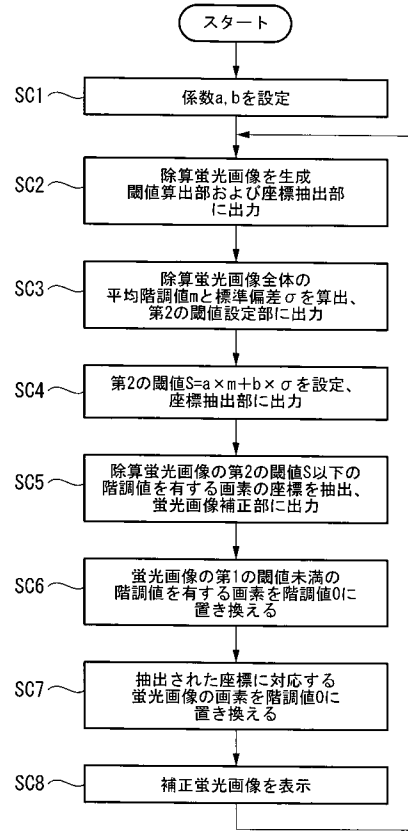 スタート
SC1
係数a,bを設定
SC2
除算蛍光画像を生成
閾値算出部および座標抽出部
に出力
SC3
除算蛍光画像全体の
平均階調値mと標準偏差σを算出、
第2の閾値設定部に出力
SC4
第2の閾値S=a×m+b×σを設定、
座標抽出部に出力
SC5
除算蛍光画像の第2の閾値S以下の
階調値を有する画素の座標を抽出、
蛍光画像補正部に出力
SC6
蛍光画像の第1の閾値未満の
階調値を有する画素を階調値0に
置き換える
SC7
抽出された座標に対応する
蛍光画像の画素を階調値0に
置き換える
SC8
補正蛍光画像を表示